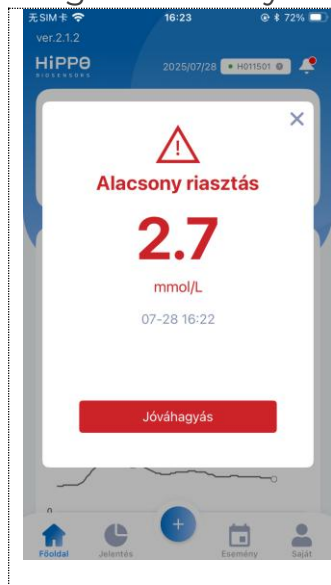 无SIM卡 16:23 72%
ver.2.1.2
HiPPO
BIOSENSORS
2025/07/28 H011501
Alacsony riasztás
2.7
mmol/L
07-28 16:22
Jóváhagyás
0
Főoldal Jelentés + Esemény Saját